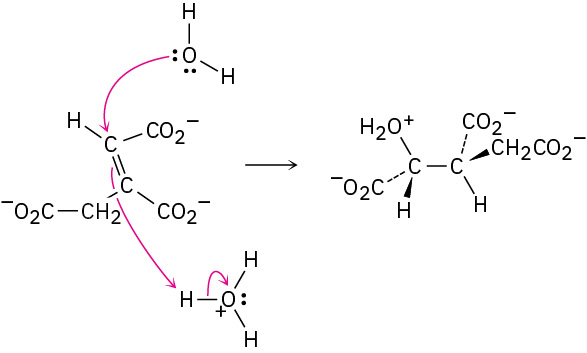 H
:O
H
H
CO₂⁻
C
C
⁻O₂C—CH₂
CO₂⁻
H
H—O:
+
H
H₂O⁺
CO₂⁻
CH₂CO₂⁻
C—C
⁻O₂C
H
H